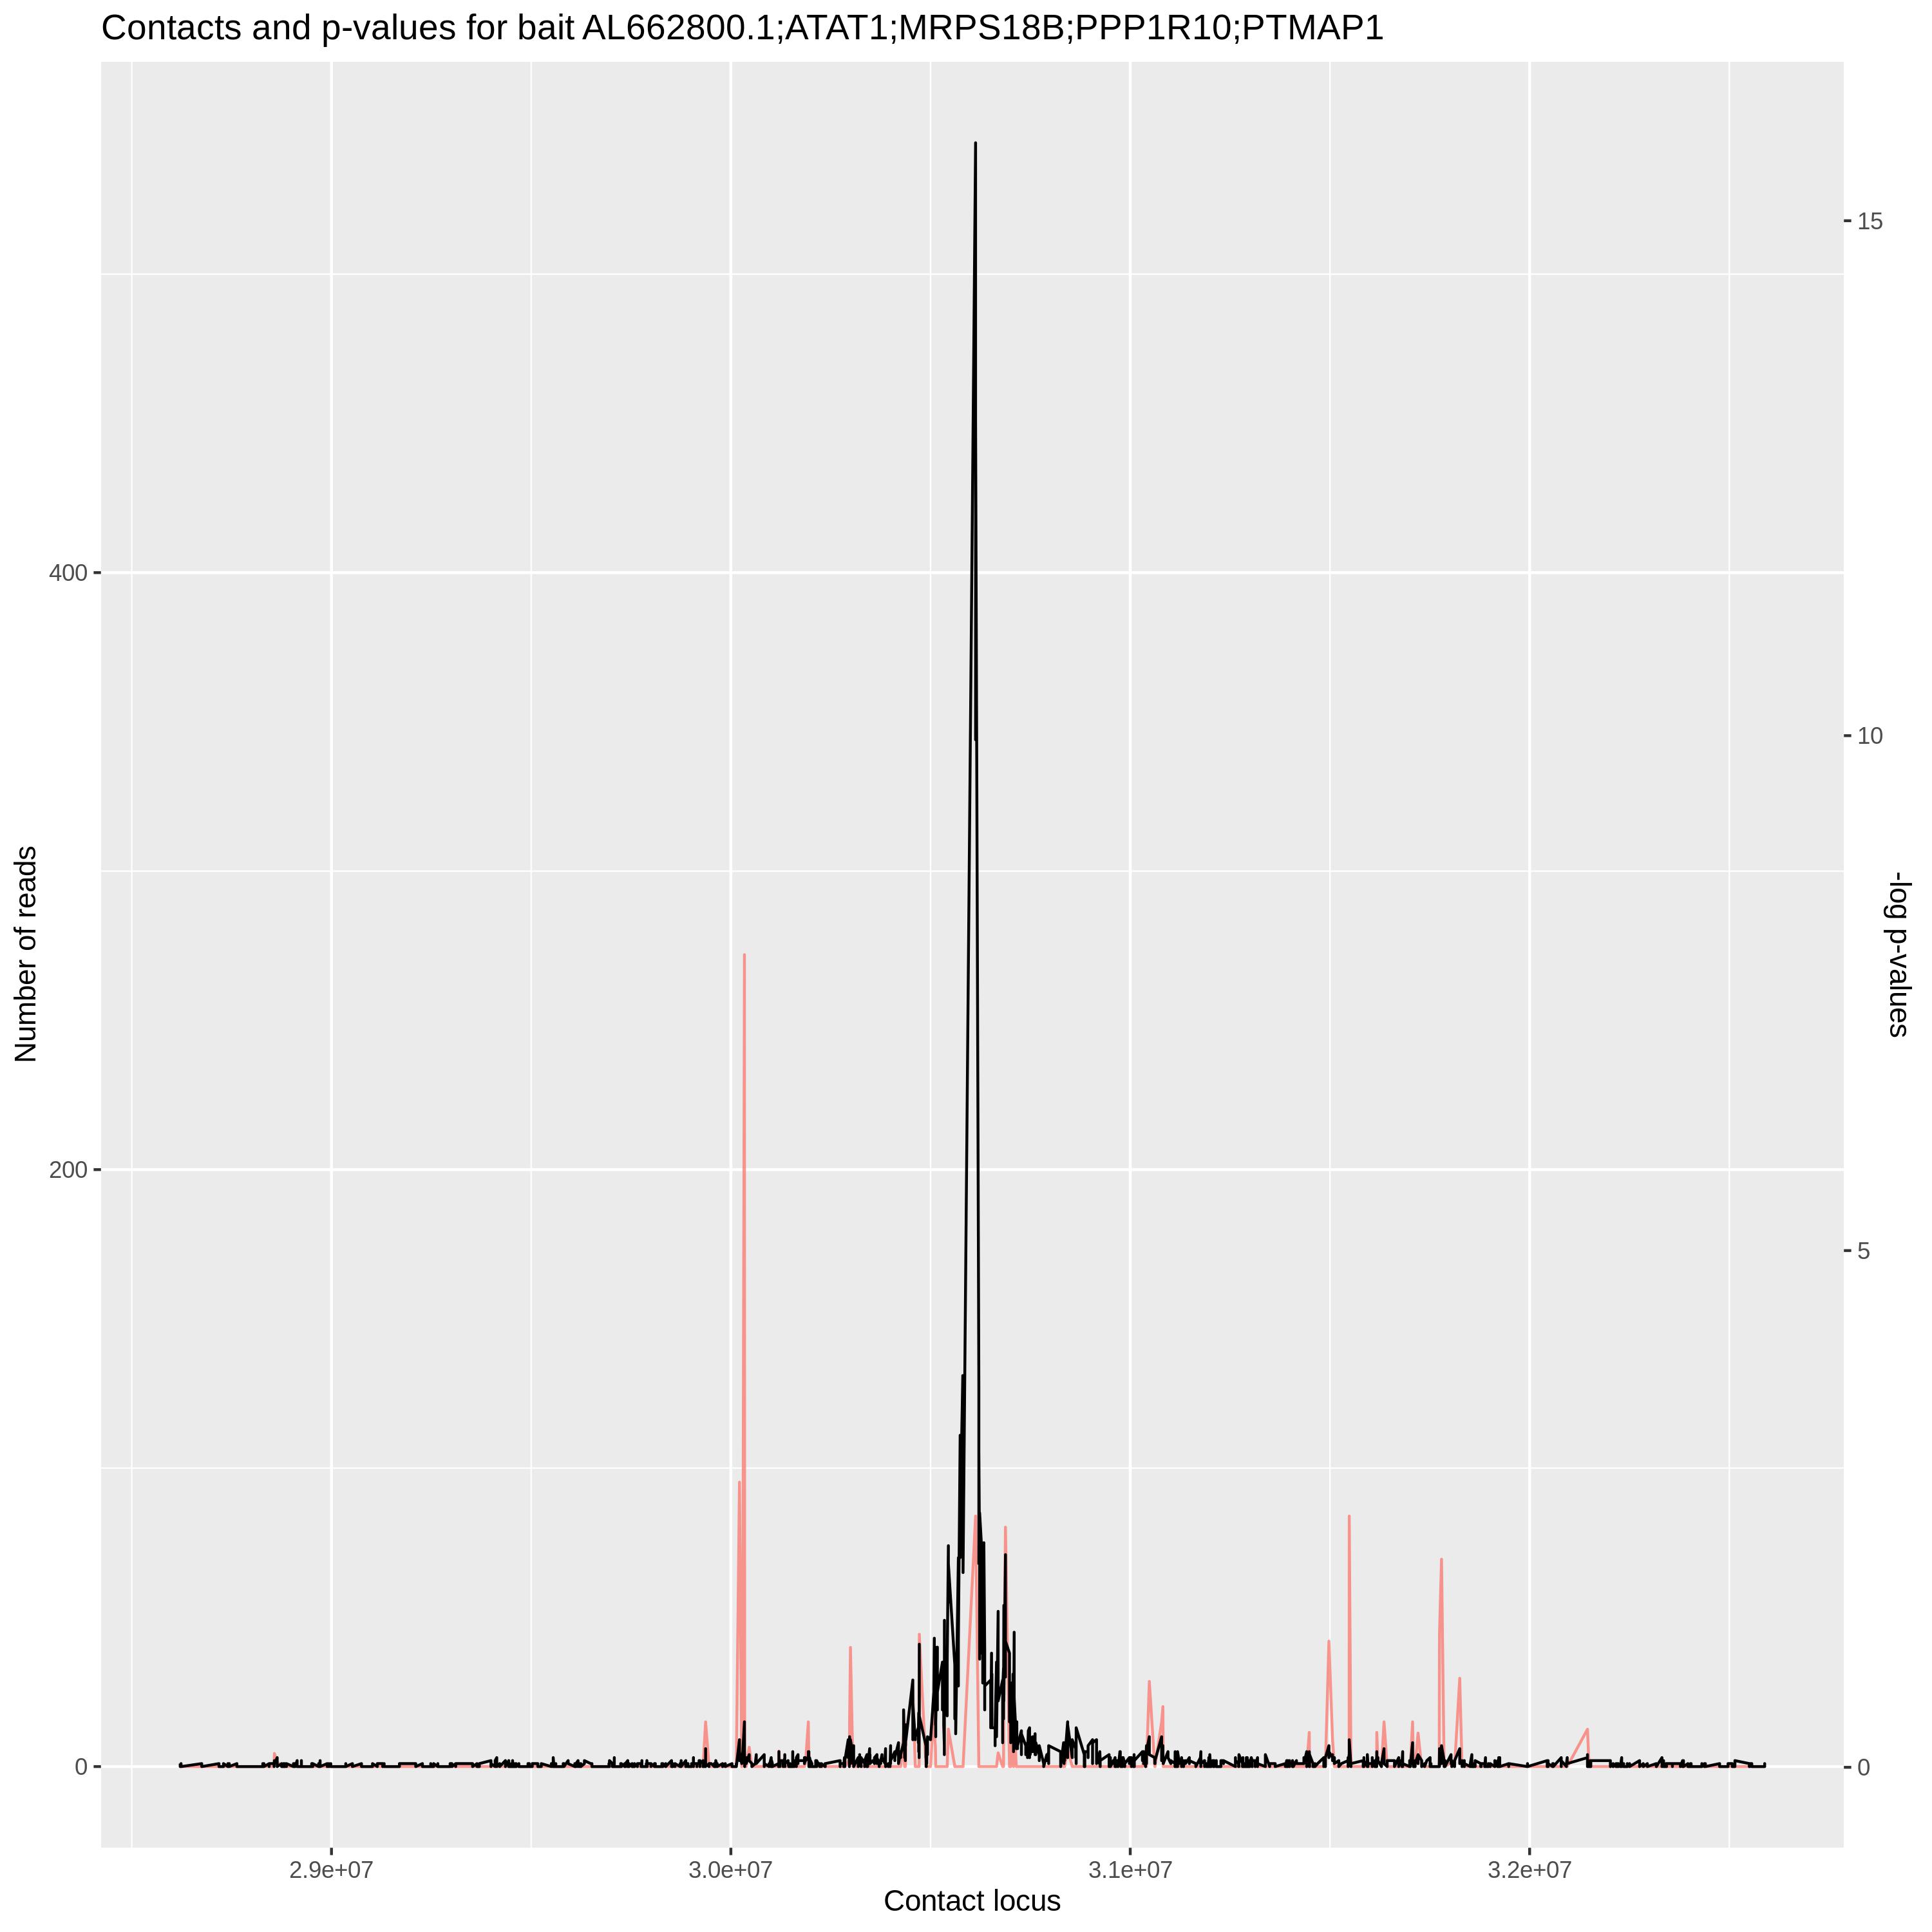 Contacts and p-values for bait AL662800.1;ATAT1;MRPS18B;PPP1R10;PTMAP1
15
400
10
Number of reads
-log p-values
200
5
0
0
2.9e+07
3.0e+07
3.1e+07
3.2e+07
Contact locus